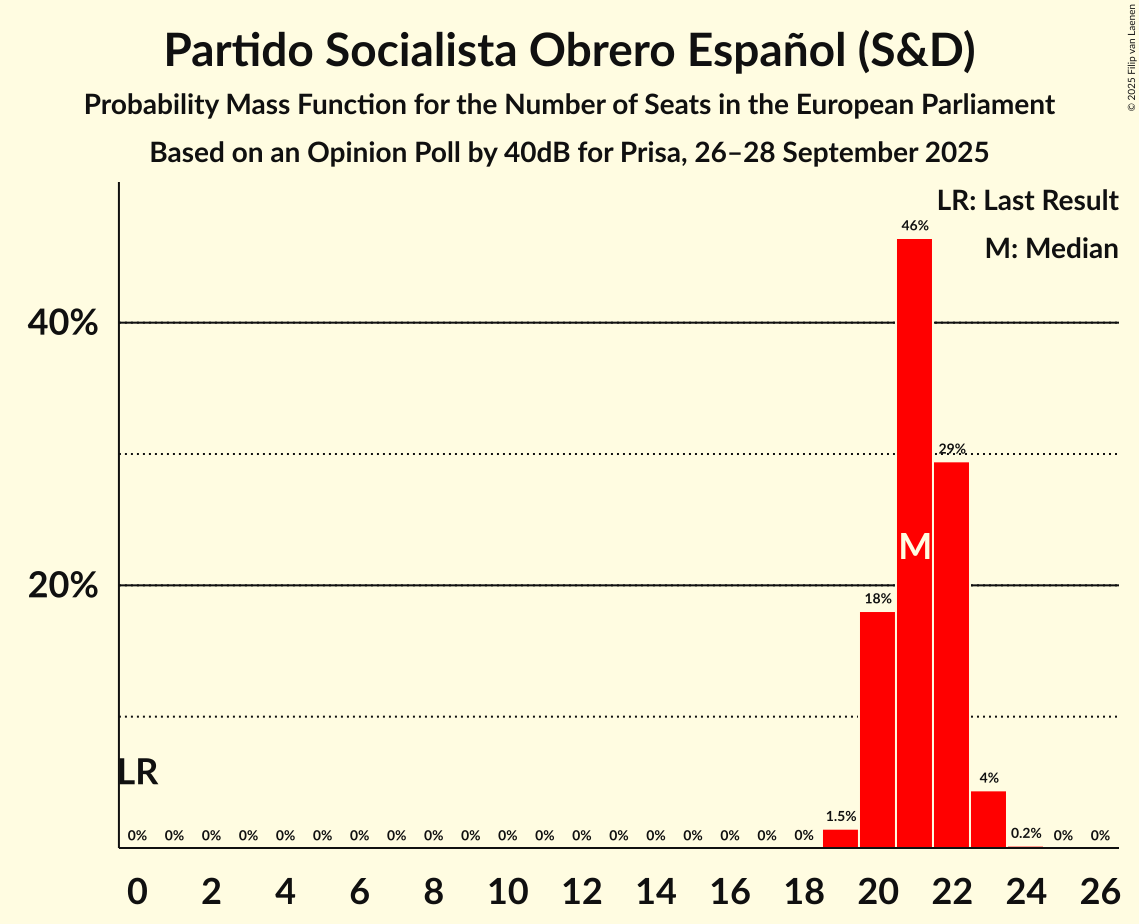 Partido Socialista Obrero Español (S&D)
Probability Mass Function for the Number of Seats in the European Parliament
Based on an Opinion Poll by 40dB for Prisa, 26–28 September 2025
© 2025 Filip van Laenen
LR: Last Result
M: Median
46%
40%
29%
M
20%
18%
LR
4%
1.5%
0% 0% 0% 0% 0% 0% 0% 0% 0% 0% 0% 0% 0% 0% 0% 0% 0% 0% 0% 0.2% 0% 0%
0 2 4 6 8 10 12 14 16 18 20 22 24 26